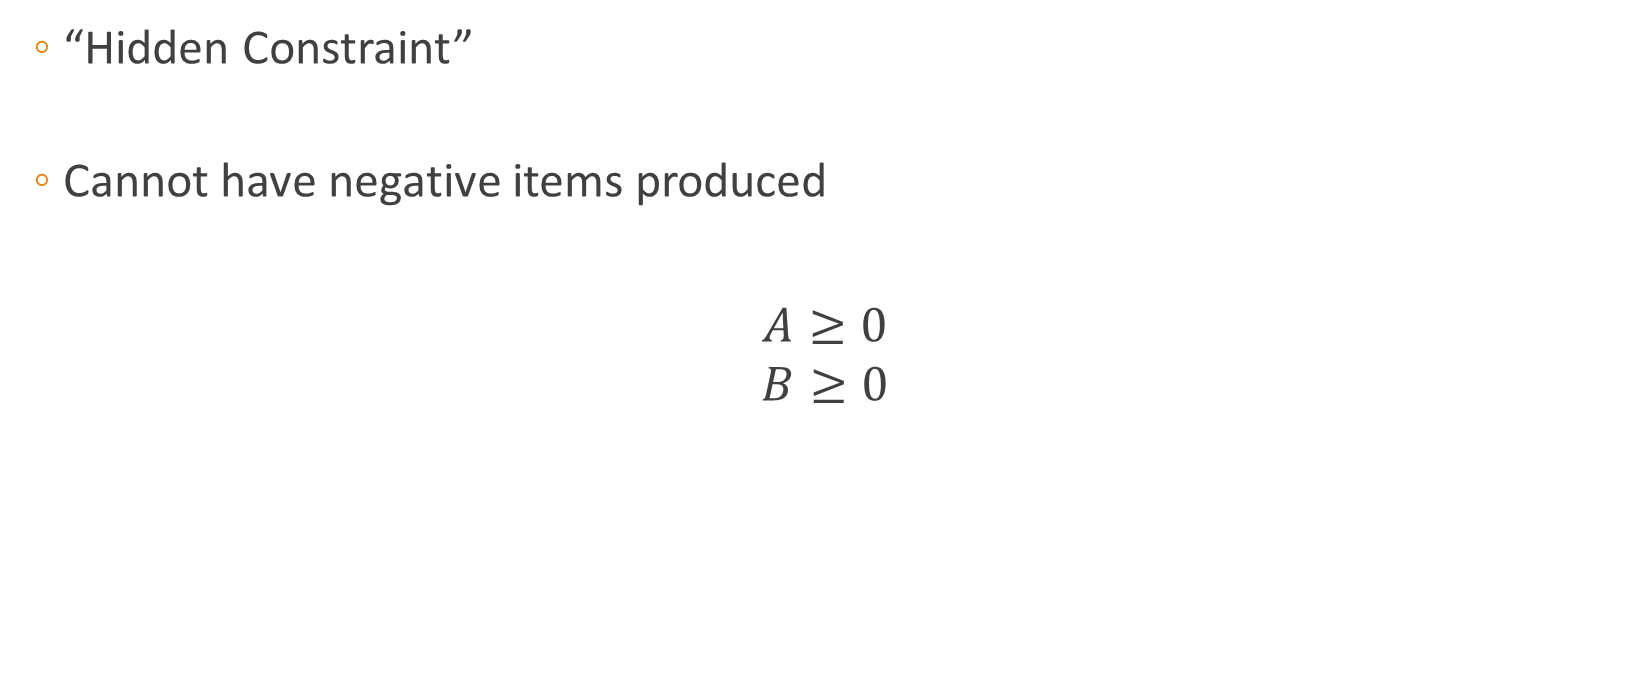 ◦ “Hidden Constraint”
◦ Cannot have negative items produced
A ≥ 0
B ≥ 0